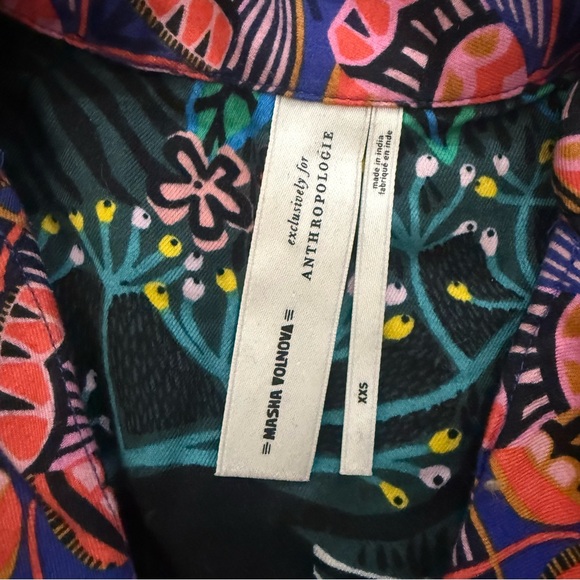 MASHA VOLNOVA
exclusively for
ANTHROPOLOGIE
XXS
made in india
fabriqué en inde